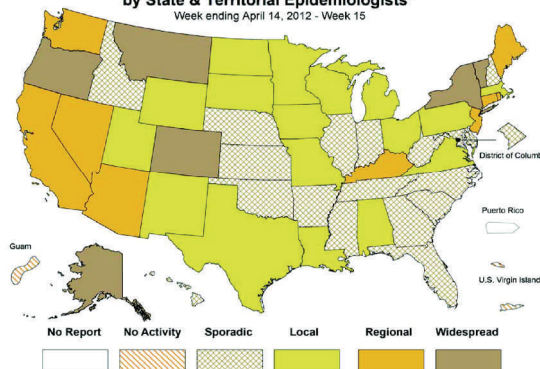 by State & Territorial Epidemiologists
Week ending April 14, 2012 - Week 15
District of Colum
Puerto Rico
Guam
U.S. Virgin Island
No Report No Activity Sporadic Local Regional Widespread